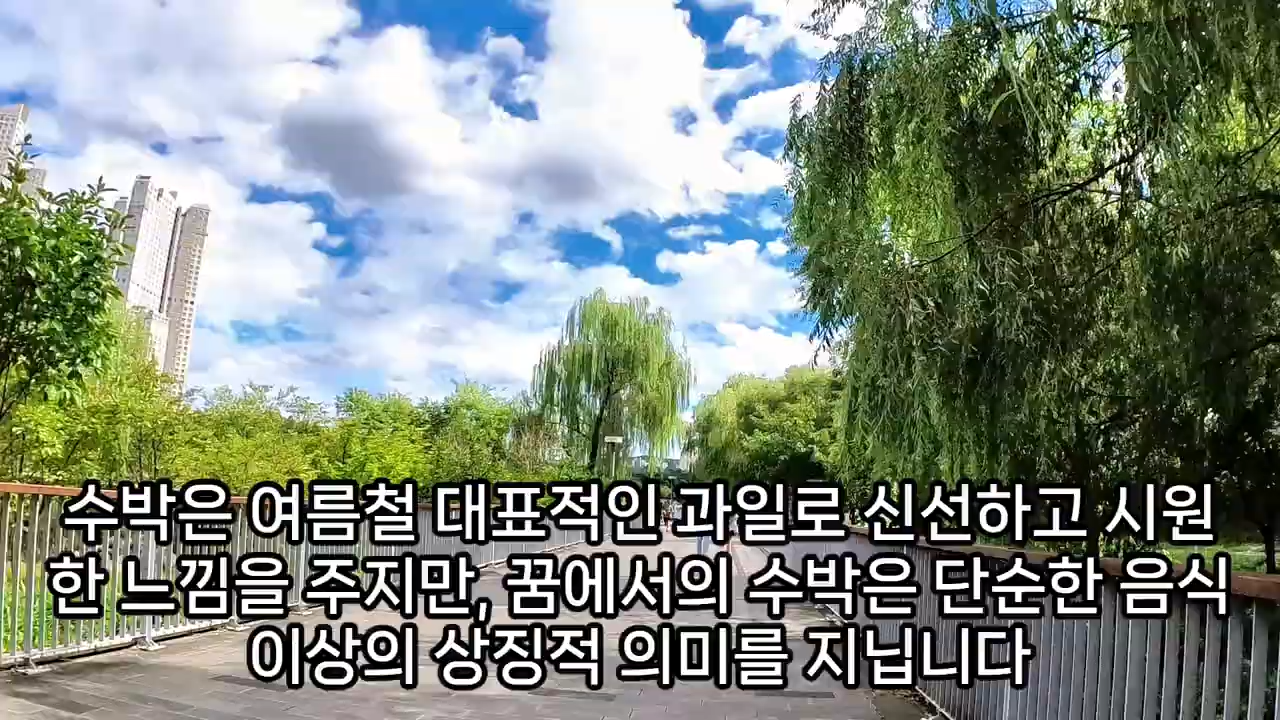 수박은 여름철 대표적인 과일로 신선하고 시원
한 느낌을 주지만, 꿈에서의 수박은 단순한 음식
이상의 상징적 의미를 지닙니다